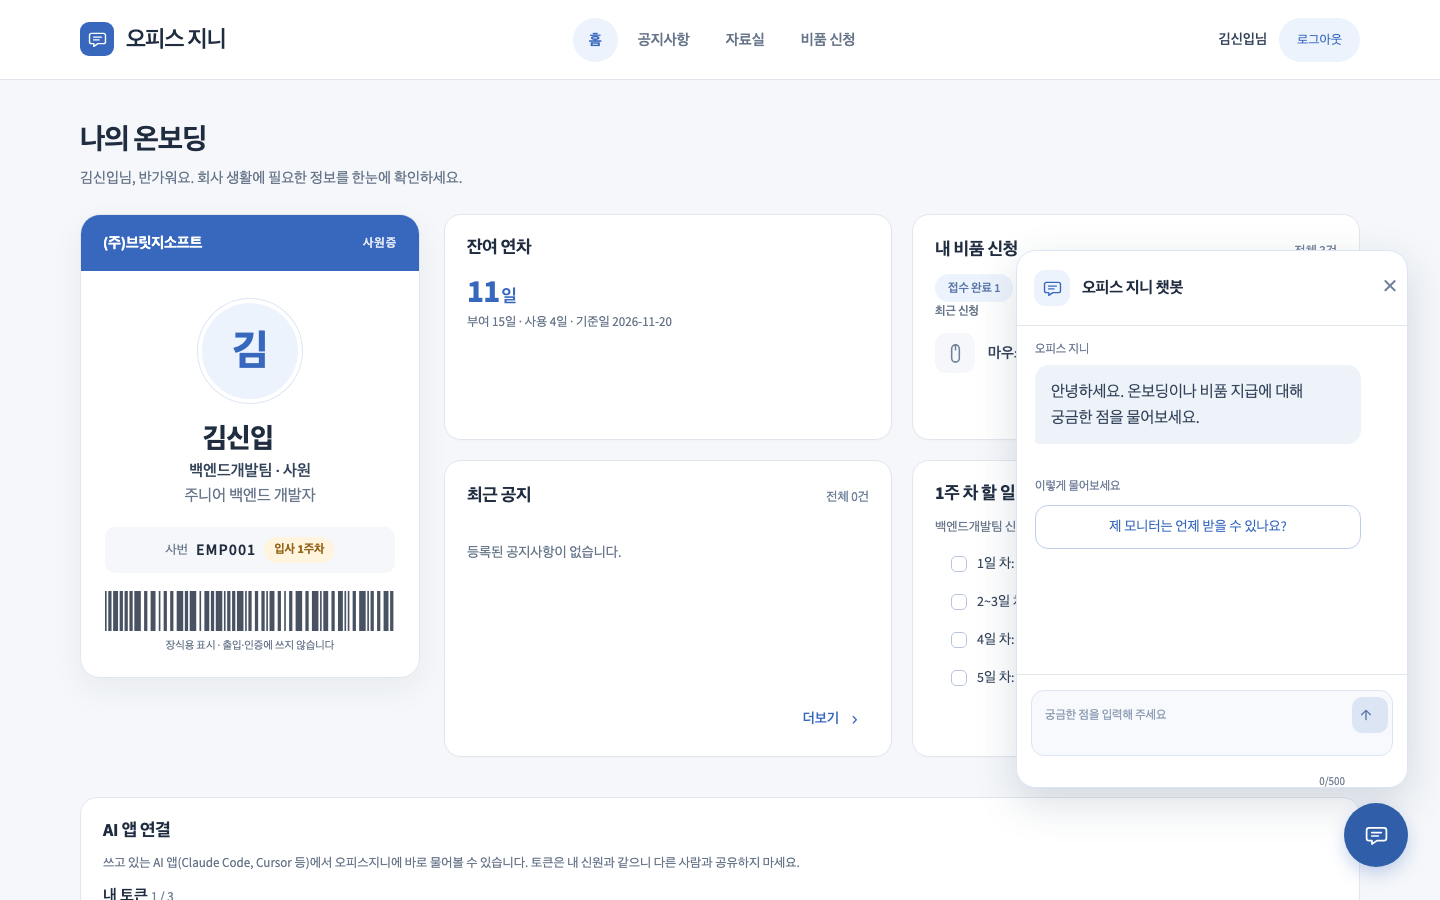 오피스 지니
홈
공지사항
자료실
비품 신청
김신입님
로그아웃
나의 온보딩
김신입님, 반가워요. 회사 생활에 필요한 정보를 한눈에 확인하세요.
(주)브릿지소프트
사원증
김
김신입
백엔드개발팀 · 사원
주니어 백엔드 개발자
사번 EMP001 입사 1주차
장식용 표시 · 출입·인증에 쓰지 않습니다
잔여 연차
11일
부여 15일 · 사용 4일 · 기준일 2026-11-20
내 비품 신청
접수 완료 1
최근 신청
최근 공지
전체 0건
등록된 공지사항이 없습니다.
더보기
1주 차 할 일
백엔드개발팀
1일 차:
2~3일
4일 차:
5일 차:
오피스 지니 챗봇
오피스 지니
안녕하세요. 온보딩이나 비품 지급에 대해
궁금한 점을 물어보세요.
이렇게 물어보세요
제 모니터는 언제 받을 수 있나요?
궁금한 점을 입력해 주세요
0/500
AI 앱 연결
쓰고 있는 AI 앱(Claude Code, Cursor 등)에서 오피스지니에 바로 물어볼 수 있습니다. 토큰은 내 신원과 같으니 다른 사람과 공유하지 마세요.
내 토큰 1 / 3